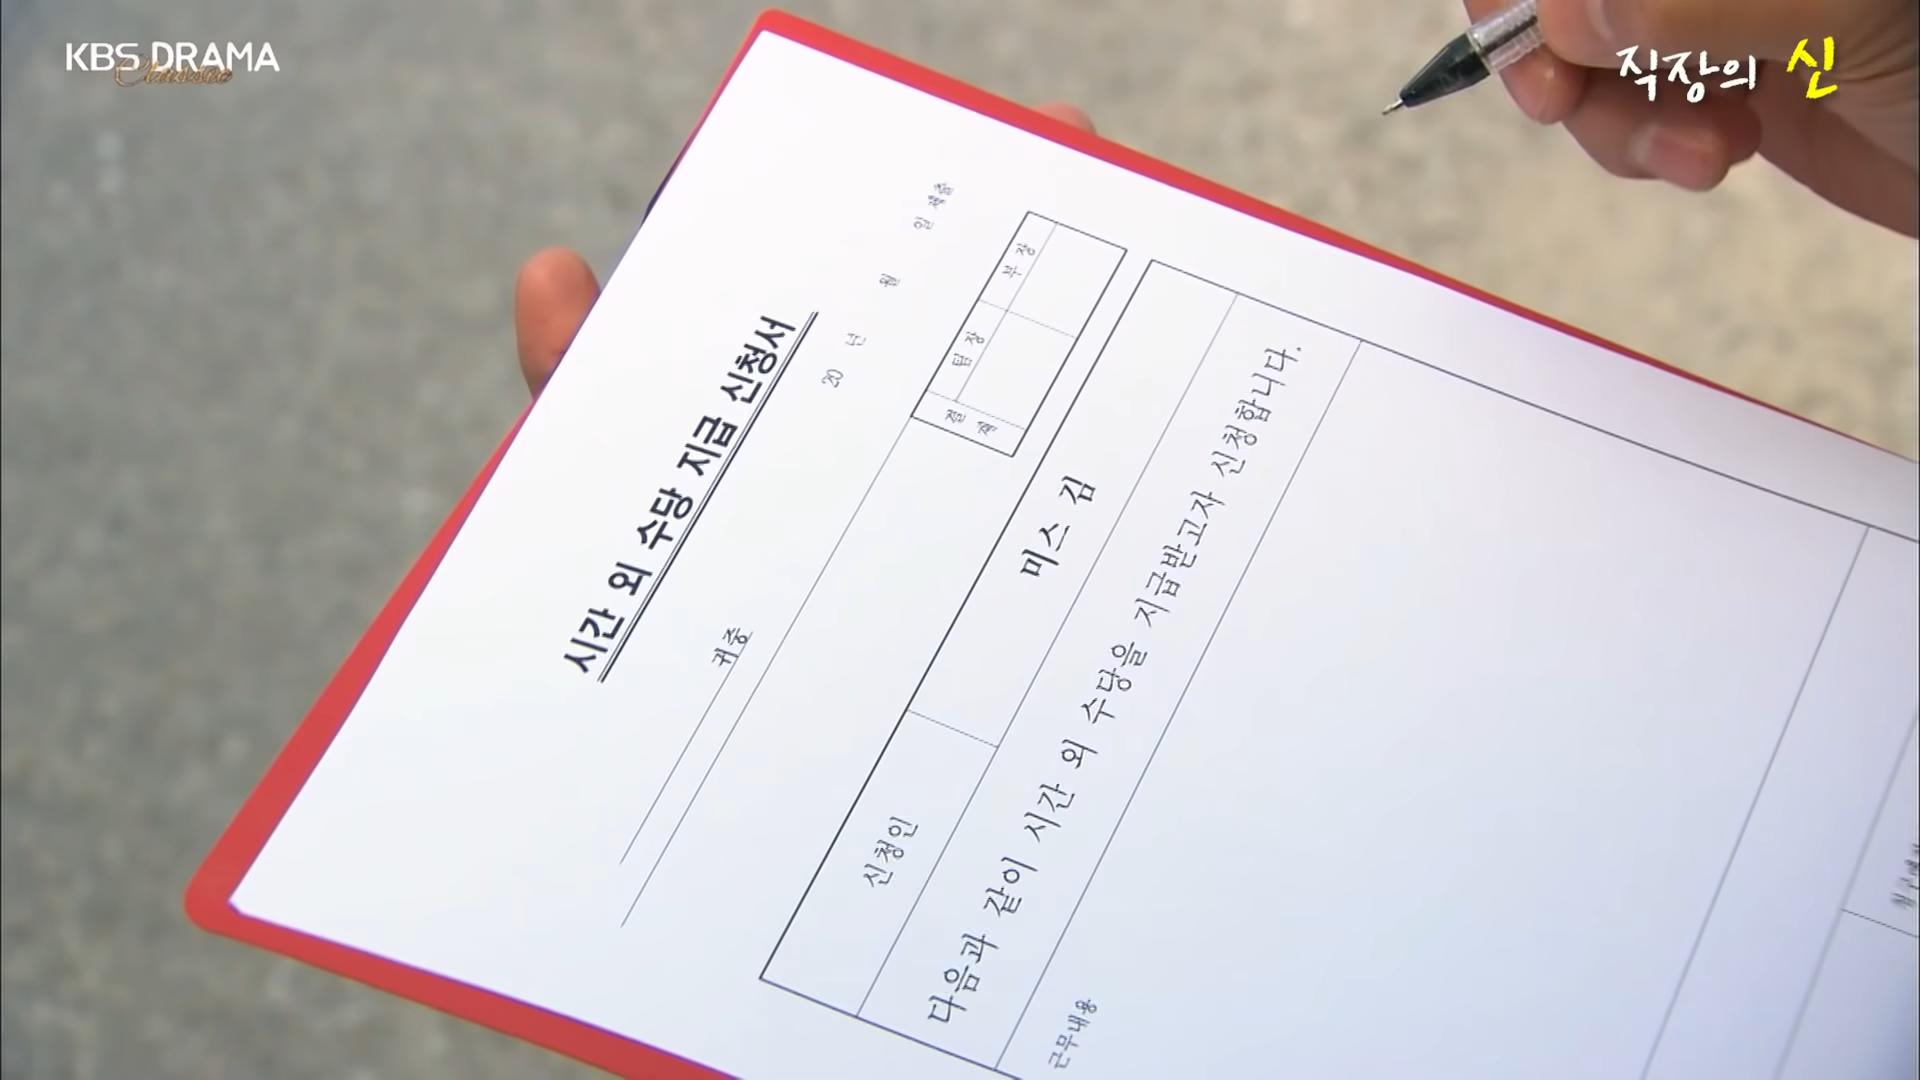 KBS DRAMA
Classic
직장의 신
시간 외 수당 지급 신청서
20 년 월 일 제출
귀중
결재 팀장 부장
신청인 미스 김
다음과 같이 시간 외 수당을 지급받고자 신청합니다.
근무내용